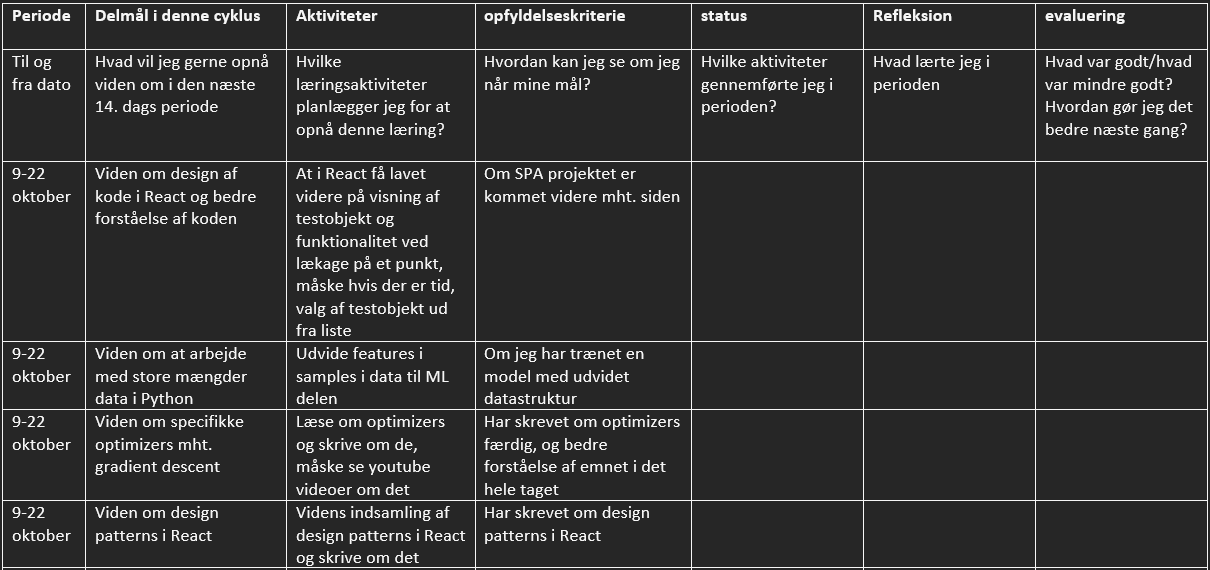 Periode
Delmål i denne cyklus
Aktiviteter
opfyldelseskriterie
status
Refleksion
evaluering
Til og
fra dato
Hvad vil jeg gerne opnå
viden om i den næste
14. dags periode
Hvilke
læringsaktiviteter
planlægger jeg for at
opnå denne læring?
Hvordan kan jeg se om jeg
når mine mål?
Hvilke aktiviteter
gennemførte jeg i
perioden?
Hvad lærte jeg i
perioden
Hvad var godt/hvad
var mindre godt?
Hvordan gør jeg det
bedre næste gang?
9-22
oktober
Viden om design af
kode i React og bedre
forståelse af koden
At i React få lavet
videre på visning af
testobjekt og
funktionalitet ved
lækage på et punkt,
måske hvis der er tid,
valg af testobjekt ud
fra liste
Om SPA projektet er
kommet videre mht. siden
9-22
oktober
Viden om at arbejde
med store mængder
data i Python
Udvide features i
samples i data til ML
delen
Om jeg har trænet en
model med udvidet
datastruktur
9-22
oktober
Viden om specifikke
optimizers mht.
gradient descent
Læse om optimizers
og skrive om de,
måske se youtube
videoer om det
Har skrevet om optimizers
færdig, og bedre
forståelse af emnet i det
hele taget
9-22
oktober
Viden om design
patterns i React
Videns indsamling af
design patterns i React
og skrive om det
Har skrevet om design
patterns i React